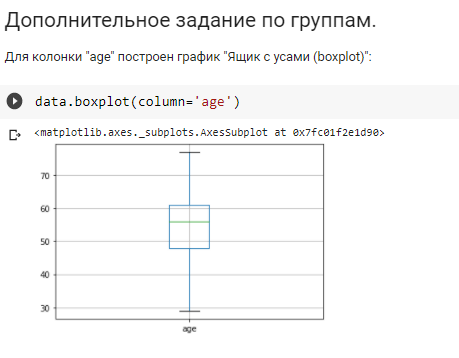 Дополнительное задание по группам.
Для колонки "age" построен график "Ящик с усами (boxplot)":
data.boxplot(column='age')
<matplotlib.axes._subplots.AxesSubplot at 0x7fc01f2e1d90>
70
60
50
40
30
age